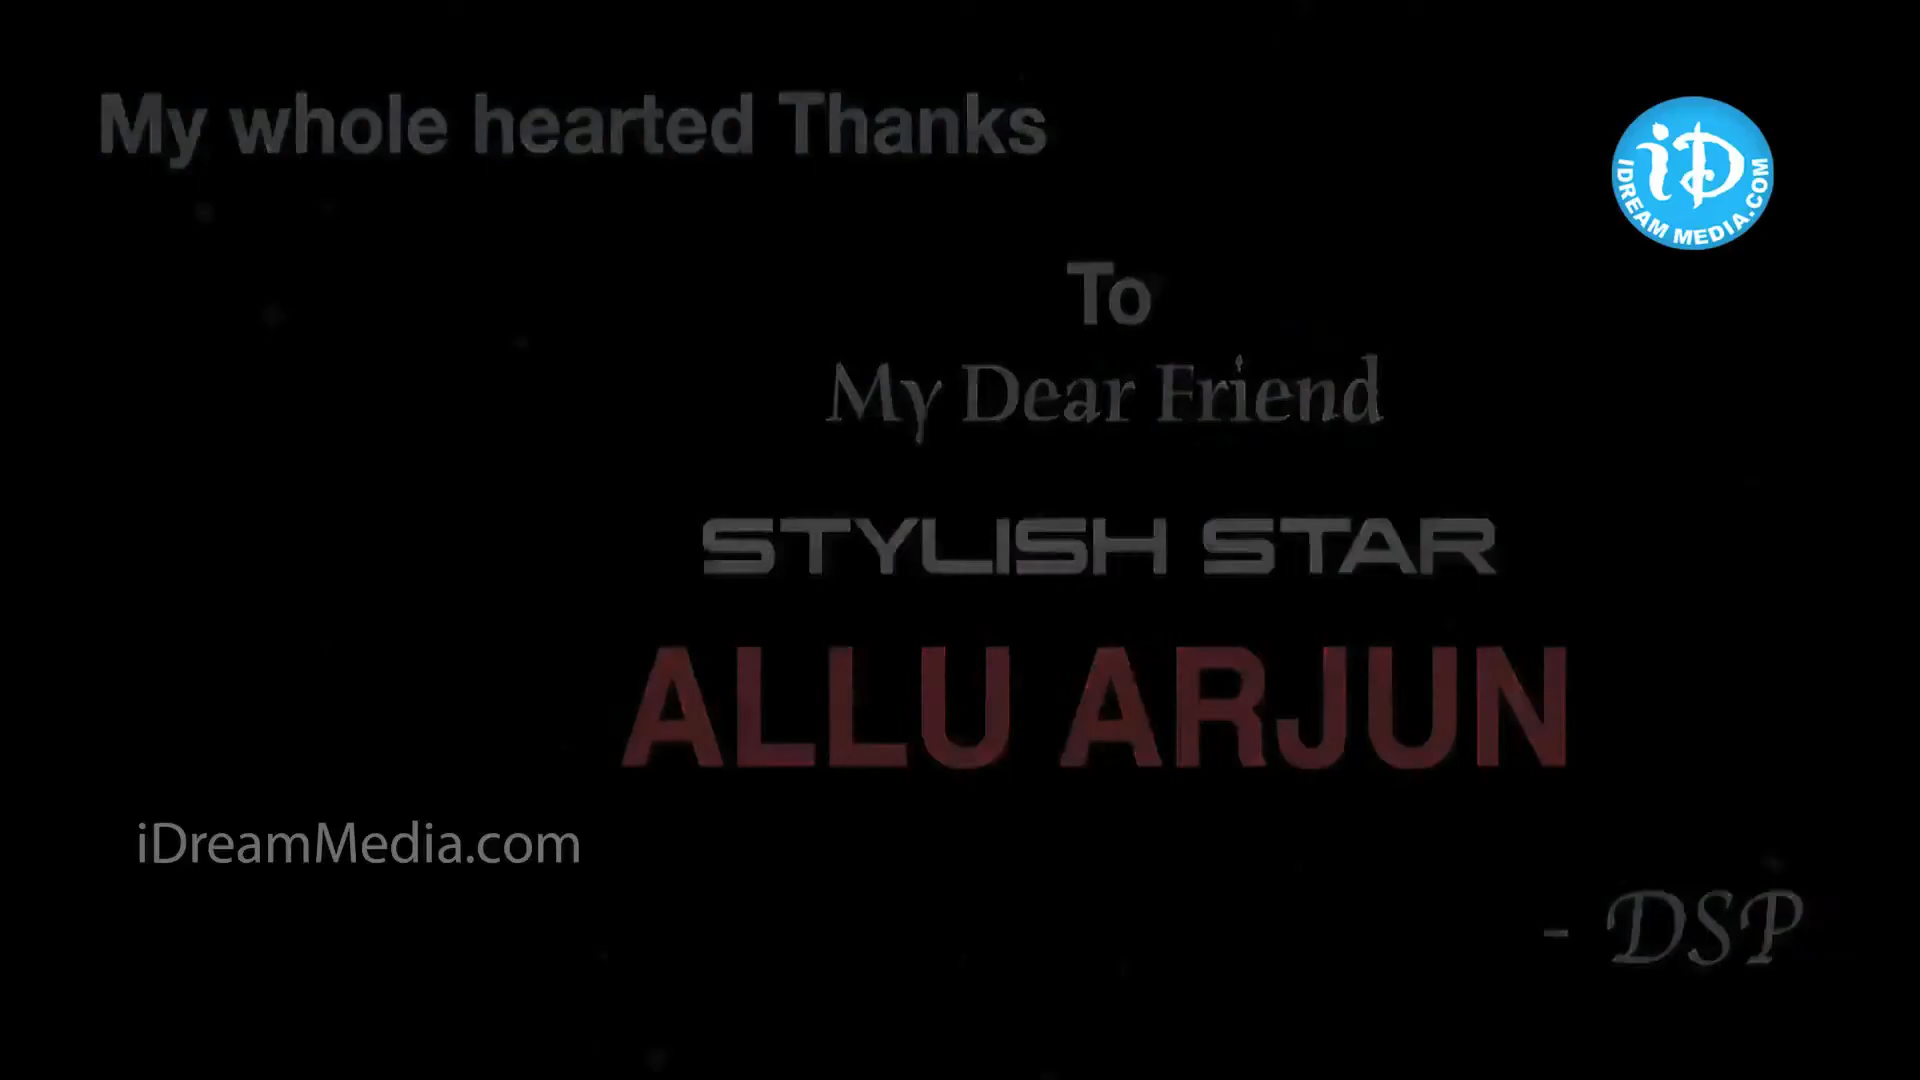 My whole hearted Thanks
iD
IDREAM MEDIA.COM
To
My Dear Friend
STYLISH STAR
ALLU ARJUN
iDreamMedia.com
- DSP